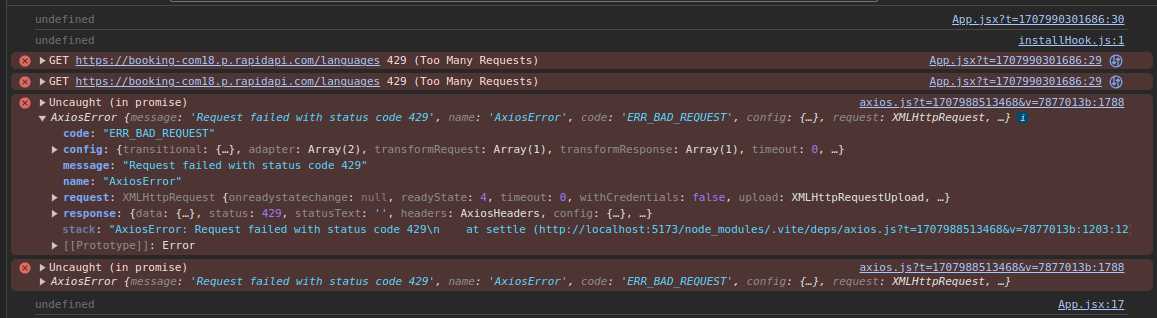 undefined App.jsx?t=1707990301686:30
undefined installHook.js:1
GET https://booking-com18.p.rapidapi.com/languages 429 (Too Many Requests) App.jsx?t=1707990301686:29
GET https://booking-com18.p.rapidapi.com/languages 429 (Too Many Requests) App.jsx?t=1707990301686:29
Uncaught (in promise) axios.js?t=1707988513468&v=7877013b:1788
AxiosError {message: 'Request failed with status code 429', name: 'AxiosError', code: 'ERR_BAD_REQUEST', config: {…}, request: XMLHttpRequest, …} i
code: "ERR_BAD_REQUEST"
config: {transitional: {…}, adapter: Array(2), transformRequest: Array(1), transformResponse: Array(1), timeout: 0, …}
message: "Request failed with status code 429"
name: "AxiosError"
request: XMLHttpRequest {onreadystatechange: null, readyState: 4, timeout: 0, withCredentials: false, upload: XMLHttpRequestUpload, …}
response: {data: {…}, status: 429, statusText: '', headers: AxiosHeaders, config: {…}, …}
stack: "AxiosError: Request failed with status code 429\n    at settle (http://localhost:5173/node_modules/.vite/deps/axios.js?t=1707988513468&v=7877013b:1203:12)
[[Prototype]]: Error
Uncaught (in promise) axios.js?t=1707988513468&v=7877013b:1788
AxiosError {message: 'Request failed with status code 429', name: 'AxiosError', code: 'ERR_BAD_REQUEST', config: {…}, request: XMLHttpRequest, …}
undefined App.jsx:17